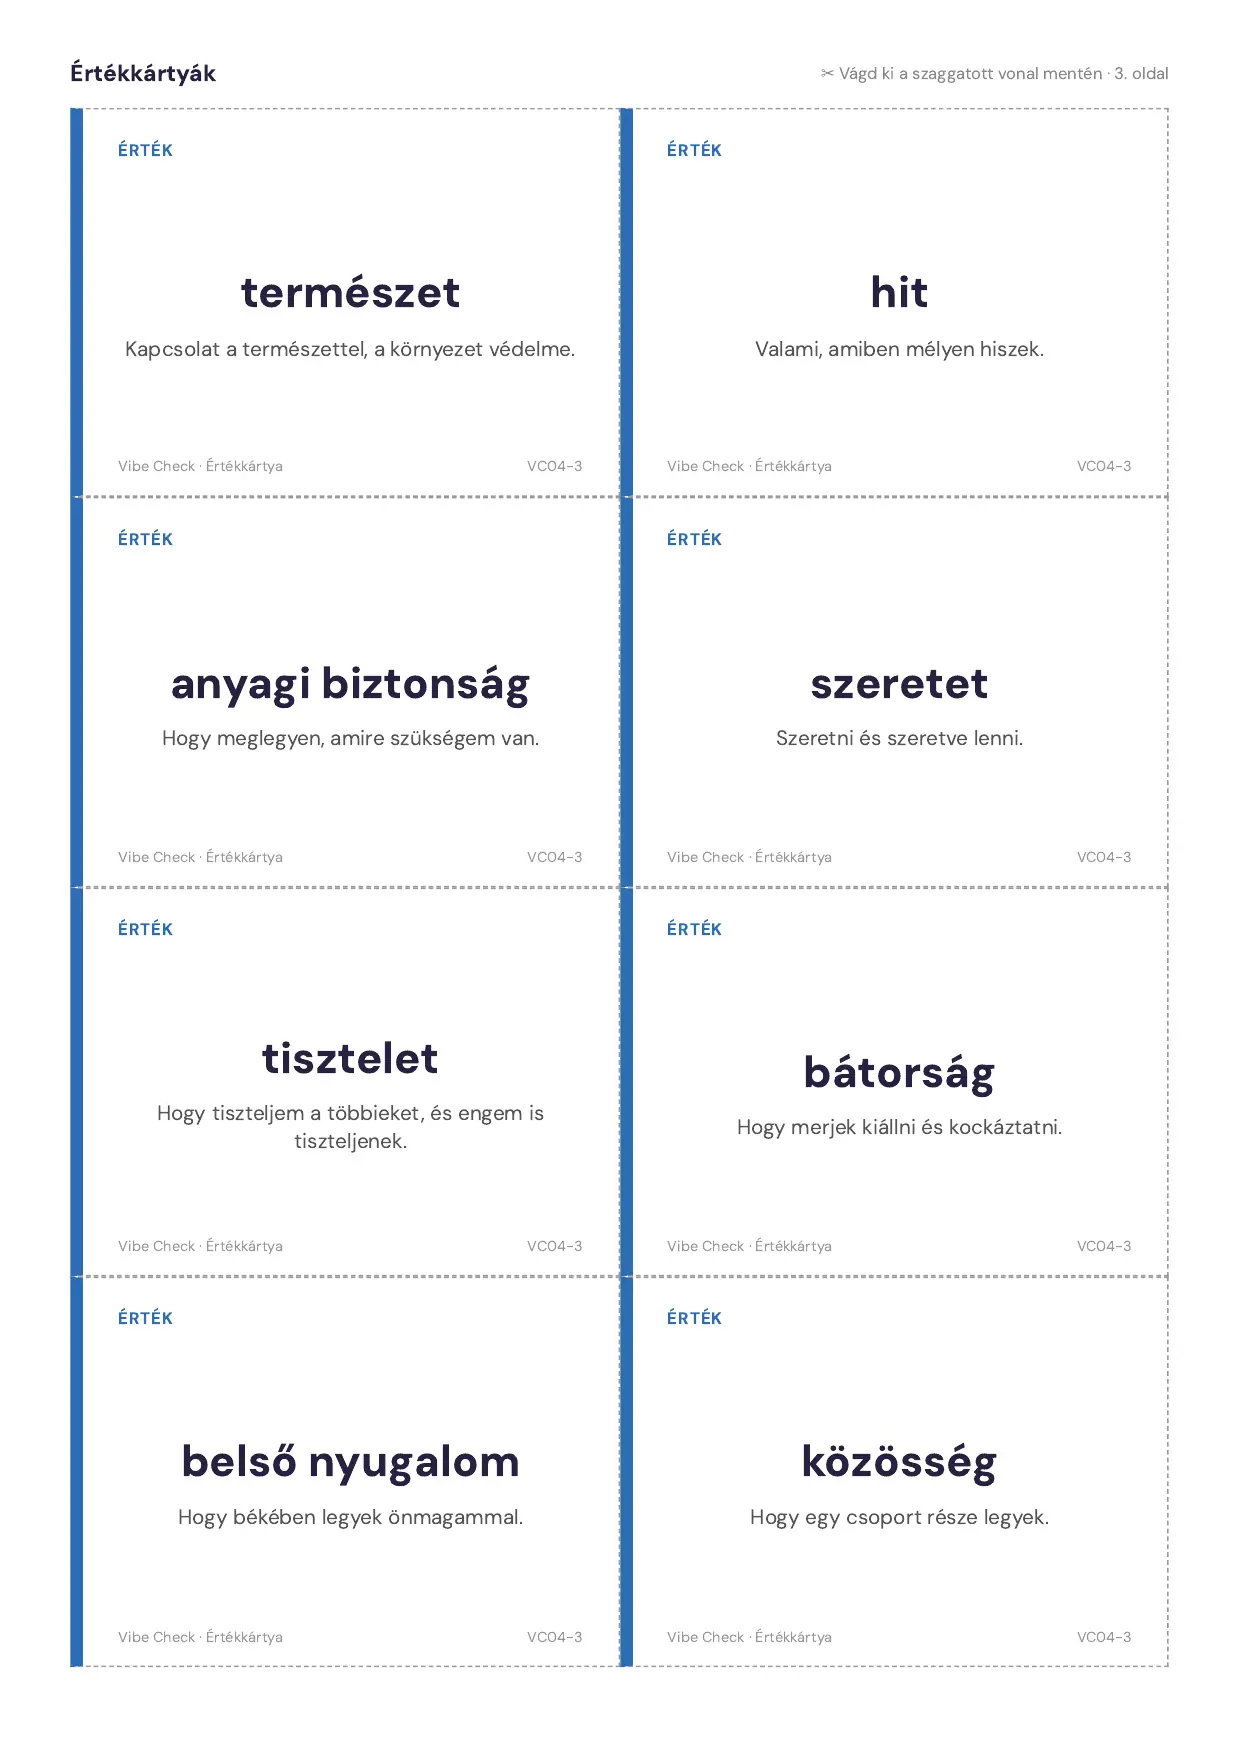 Értékkártyák
✂ Vágd ki a szaggatott vonal mentén · 3. oldal
ÉRTÉK
természet
Kapcsolat a természettel, a környezet védelme.
Vibe Check · Értékkártya
VC04-3
ÉRTÉK
hit
Valami, amiben mélyen hiszek.
Vibe Check · Értékkártya
VC04-3
ÉRTÉK
anyagi biztonság
Hogy meglegyen, amire szükségem van.
Vibe Check · Értékkártya
VC04-3
ÉRTÉK
szeretet
Szeretni és szeretve lenni.
Vibe Check · Értékkártya
VC04-3
ÉRTÉK
tisztelet
Hogy tiszteljem a többieket, és engem is
tiszteljenek.
Vibe Check · Értékkártya
VC04-3
ÉRTÉK
bátorság
Hogy merjek kiállni és kockáztatni.
Vibe Check · Értékkártya
VC04-3
ÉRTÉK
belső nyugalom
Hogy békében legyek önmagammal.
Vibe Check · Értékkártya
VC04-3
ÉRTÉK
közösség
Hogy egy csoport része legyek.
Vibe Check · Értékkártya
VC04-3